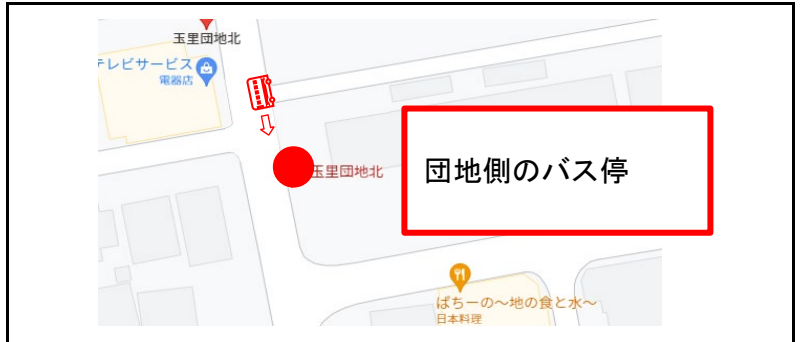 玉里団地北
テレビサービス
電器店
玉里団地北
団地側のバス停
ぱちーの～地の食と水～
日本料理